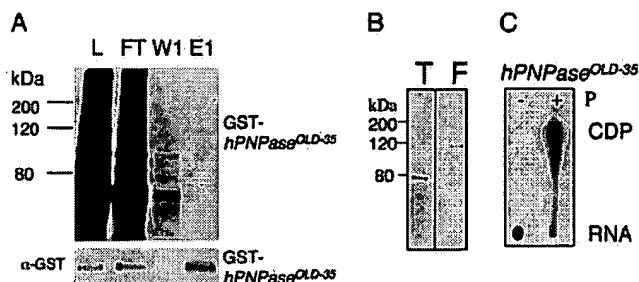 A
L FT W1 E1
kDa
200
120
80
GST-
hPNPase^OLD-35
α-GST
GST-
hPNPase^OLD-35
B
T F
kDa
200
120
80
C
hPNPase^OLD-35
- + P
CDP
RNA